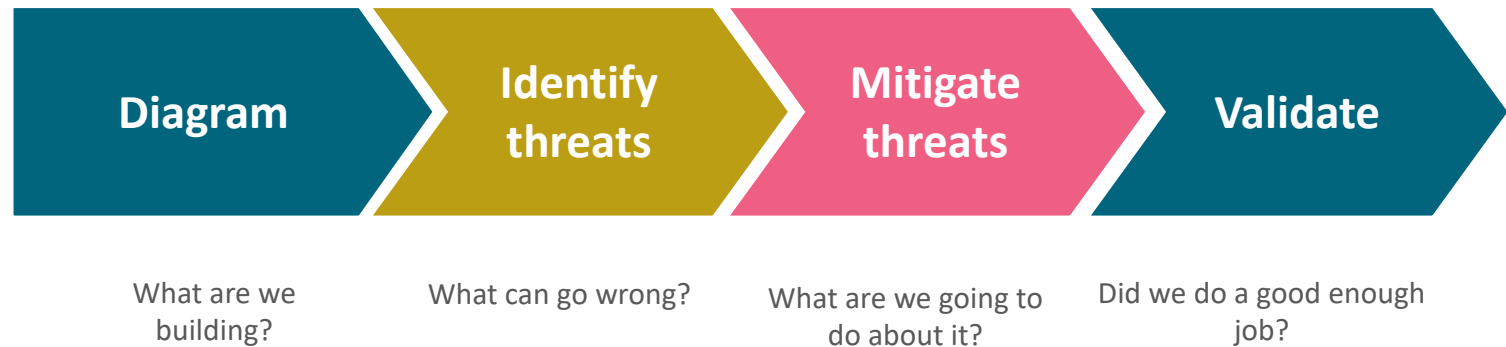 Diagram
Identify
threats
Mitigate
threats
Validate
What are we
building?
What can go wrong?
What are we going to
do about it?
Did we do a good enough
job?